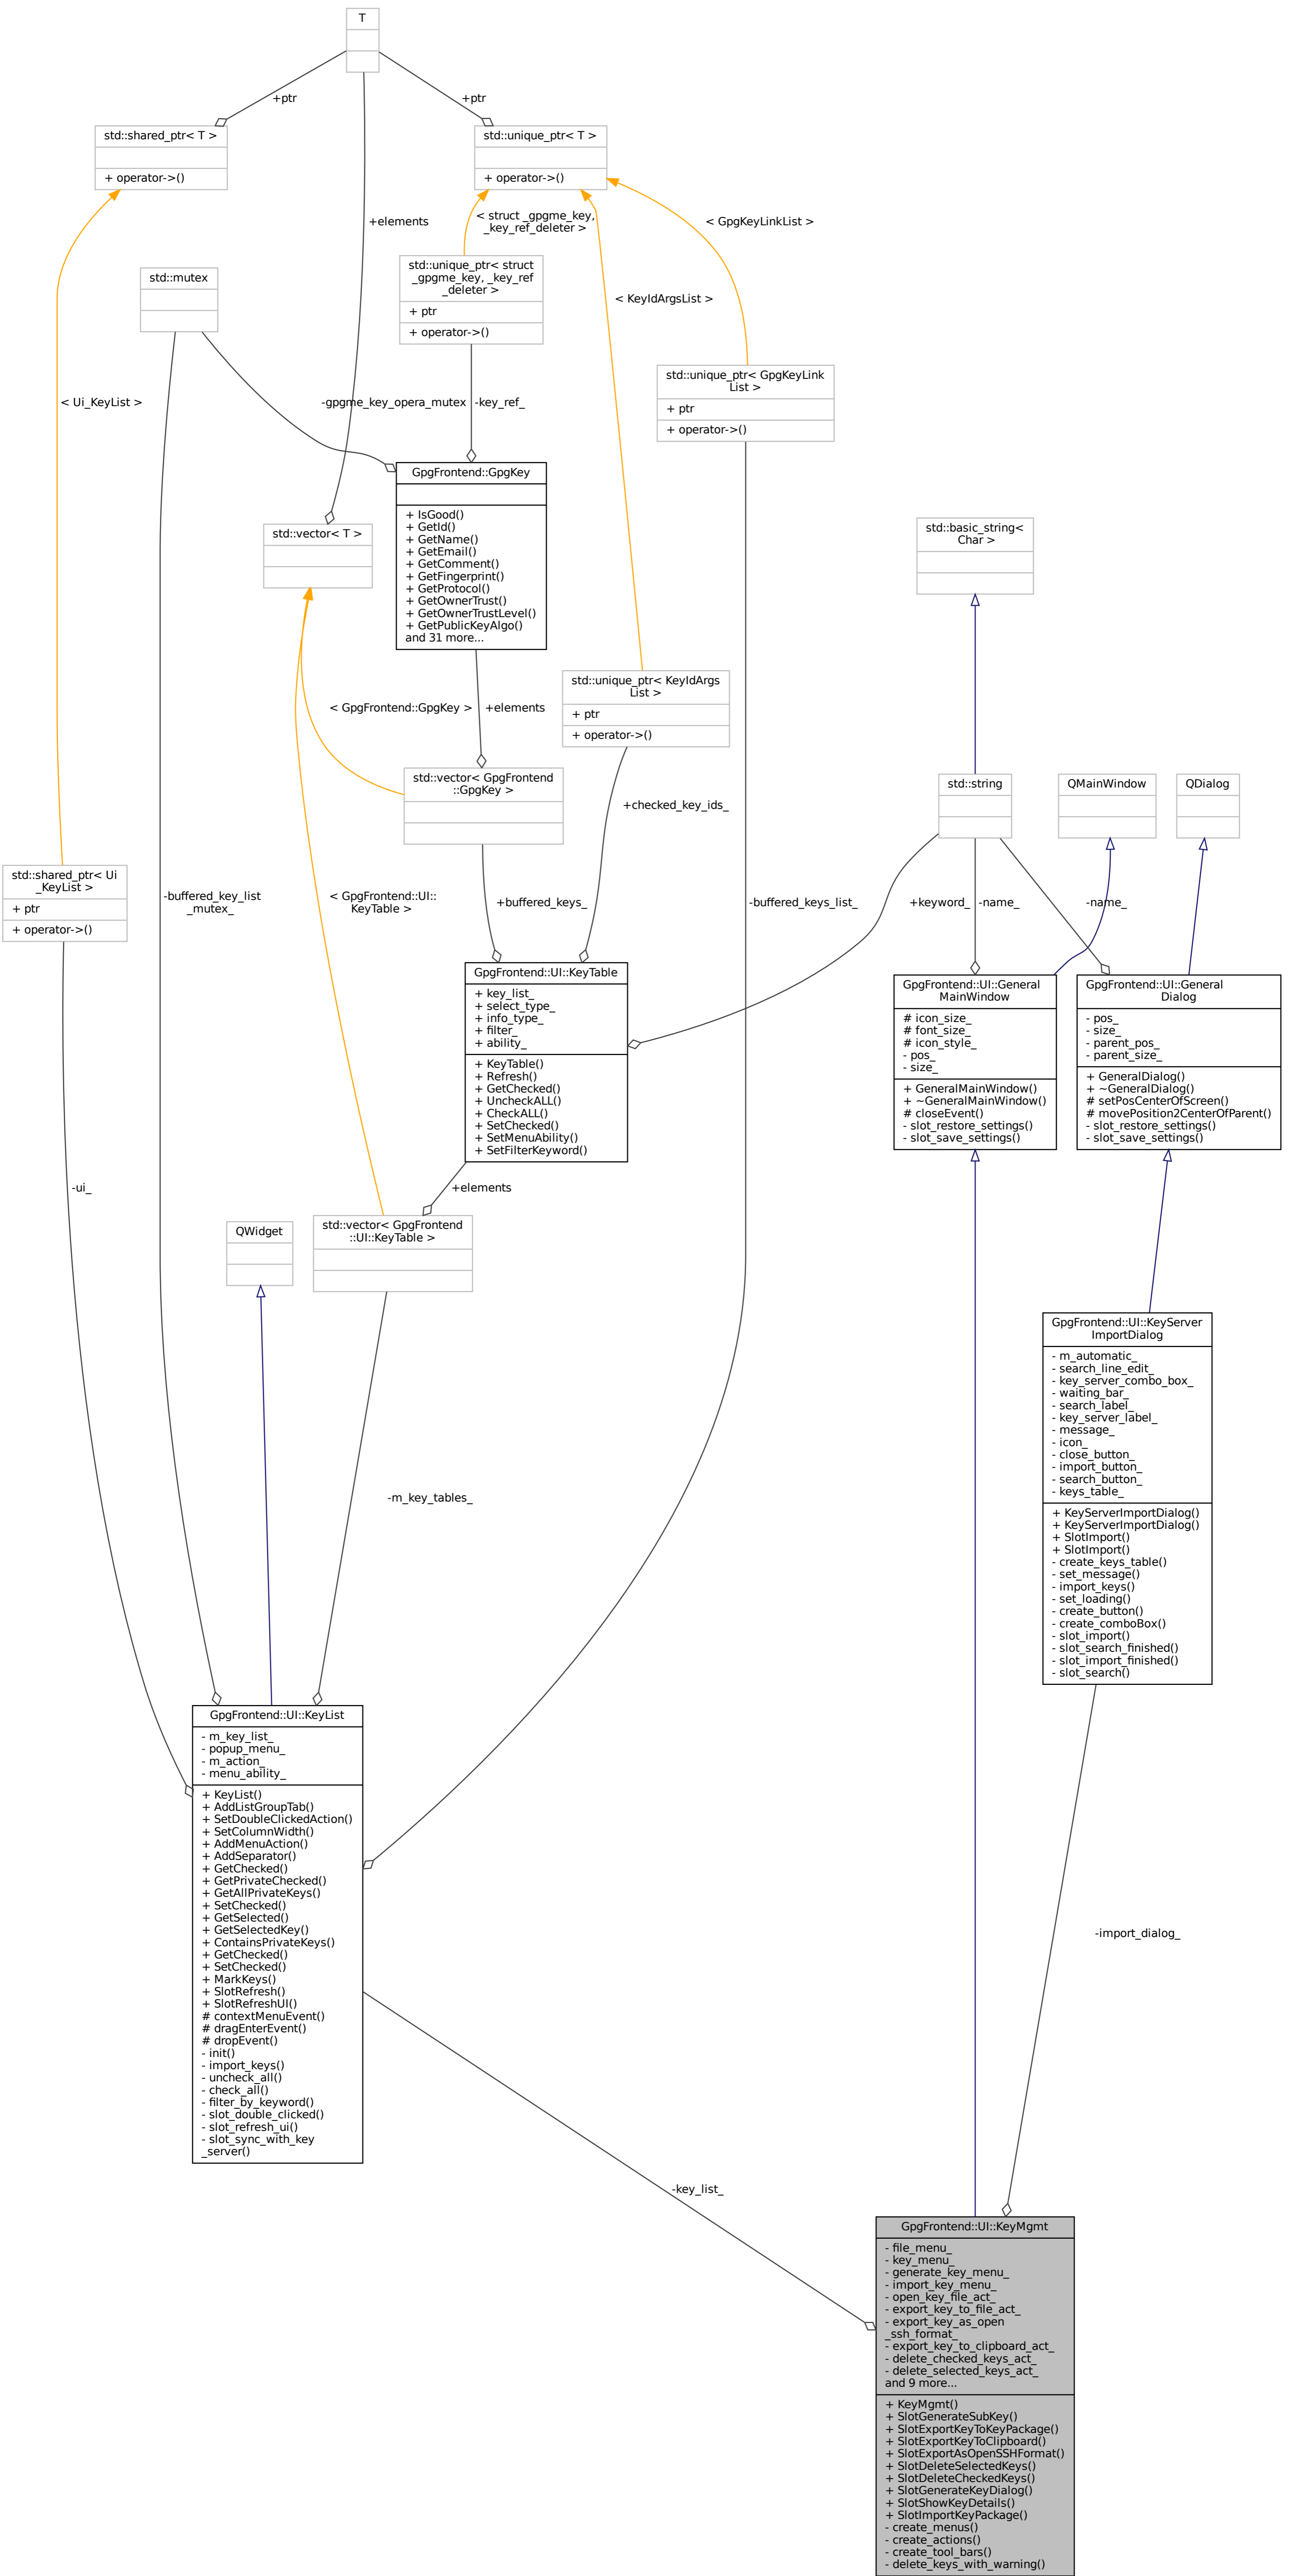 T
+ptr
+ptr
std::shared_ptr< T >
+ operator->()
std::unique_ptr< T >
+ operator->()
+elements
< struct _gpgme_key,
_key_ref_deleter >
< GpgKeyLinkList >
std::mutex
std::unique_ptr< struct
_gpgme_key, _key_ref
_deleter >
+ ptr
+ operator->()
< KeyIdArgsList >
std::unique_ptr< GpgKeyLink
List >
+ ptr
+ operator->()
< Ui_KeyList >
-gpgme_key_opera_mutex
-key_ref_
GpgFrontend::GpgKey
+ IsGood()
+ GetId()
+ GetName()
+ GetEmail()
+ GetComment()
+ GetFingerprint()
+ GetProtocol()
+ GetOwnerTrust()
+ GetOwnerTrustLevel()
+ GetPublicKeyAlgo()
and 31 more...
std::vector< T >
std::basic_string<
Char >
std::unique_ptr< KeyIdArgs
List >
+ ptr
+ operator->()
< GpgFrontend::GpgKey >
+elements
std::vector< GpgFrontend
::GpgKey >
+checked_key_ids_
std::string
QMainWindow
QDialog
std::shared_ptr< Ui
_KeyList >
+ ptr
+ operator->()
-buffered_key_list
_mutex_
< GpgFrontend::UI::
KeyTable >
+buffered_keys_
-buffered_keys_list_
+keyword_
-name_
-name_
GpgFrontend::UI::KeyTable
+ key_list_
+ select_type_
+ info_type_
+ filter_
+ ability_
+ KeyTable()
+ Refresh()
+ GetChecked()
+ UncheckALL()
+ CheckALL()
+ SetChecked()
+ SetMenuAbility()
+ SetFilterKeyword()
GpgFrontend::UI::General
MainWindow
# icon_size_
# font_size_
# icon_style_
- pos_
- size_
+ GeneralMainWindow()
+ ~GeneralMainWindow()
# closeEvent()
- slot_restore_settings()
- slot_save_settings()
GpgFrontend::UI::General
Dialog
- pos_
- size_
- parent_pos_
- parent_size_
+ GeneralDialog()
+ ~GeneralDialog()
# setPosCenterOfScreen()
# movePosition2CenterOfParent()
- slot_restore_settings()
- slot_save_settings()
-ui_
+elements
QWidget
std::vector< GpgFrontend
::UI::KeyTable >
GpgFrontend::UI::KeyServer
ImportDialog
- m_automatic_
- search_line_edit_
- key_server_combo_box_
- waiting_bar_
- search_label_
- key_server_label_
- message_
- icon_
- close_button_
- import_button_
- search_button_
- keys_table_
+ KeyServerImportDialog()
+ KeyServerImportDialog()
+ SlotImport()
+ SlotImport()
- create_keys_table()
- set_message()
- import_keys()
- set_loading()
- create_button()
- create_comboBox()
- slot_import()
- slot_search_finished()
- slot_import_finished()
- slot_search()
-m_key_tables_
GpgFrontend::UI::KeyList
- m_key_list_
- popup_menu_
- m_action_
- menu_ability_
+ KeyList()
+ AddListGroupTab()
+ SetDoubleClickedAction()
+ SetColumnWidth()
+ AddMenuAction()
+ AddSeparator()
+ GetChecked()
+ GetPrivateChecked()
+ GetAllPrivateKeys()
+ SetChecked()
+ GetSelected()
+ GetSelectedKey()
+ ContainsPrivateKeys()
+ GetChecked()
+ SetChecked()
+ MarkKeys()
+ SlotRefresh()
+ SlotRefreshUI()
# contextMenuEvent()
# dragEnterEvent()
# dropEvent()
- init()
- import_keys()
- uncheck_all()
- check_all()
- filter_by_keyword()
- slot_double_clicked()
- slot_refresh_ui()
- slot_sync_with_key
_server()
-import_dialog_
-key_list_
GpgFrontend::UI::KeyMgmt
- file_menu_
- key_menu_
- generate_key_menu_
- import_key_menu_
- open_key_file_act_
- export_key_to_file_act_
- export_key_as_open
_ssh_format_
- export_key_to_clipboard_act_
- delete_checked_keys_act_
- delete_selected_keys_act_
and 9 more...
+ KeyMgmt()
+ SlotGenerateSubKey()
+ SlotExportKeyToKeyPackage()
+ SlotExportKeyToClipboard()
+ SlotExportAsOpenSSHFormat()
+ SlotDeleteSelectedKeys()
+ SlotDeleteCheckedKeys()
+ SlotGenerateKeyDialog()
+ SlotShowKeyDetails()
+ SlotImportKeyPackage()
- create_menus()
- create_actions()
- create_tool_bars()
- delete_keys_with_warning()